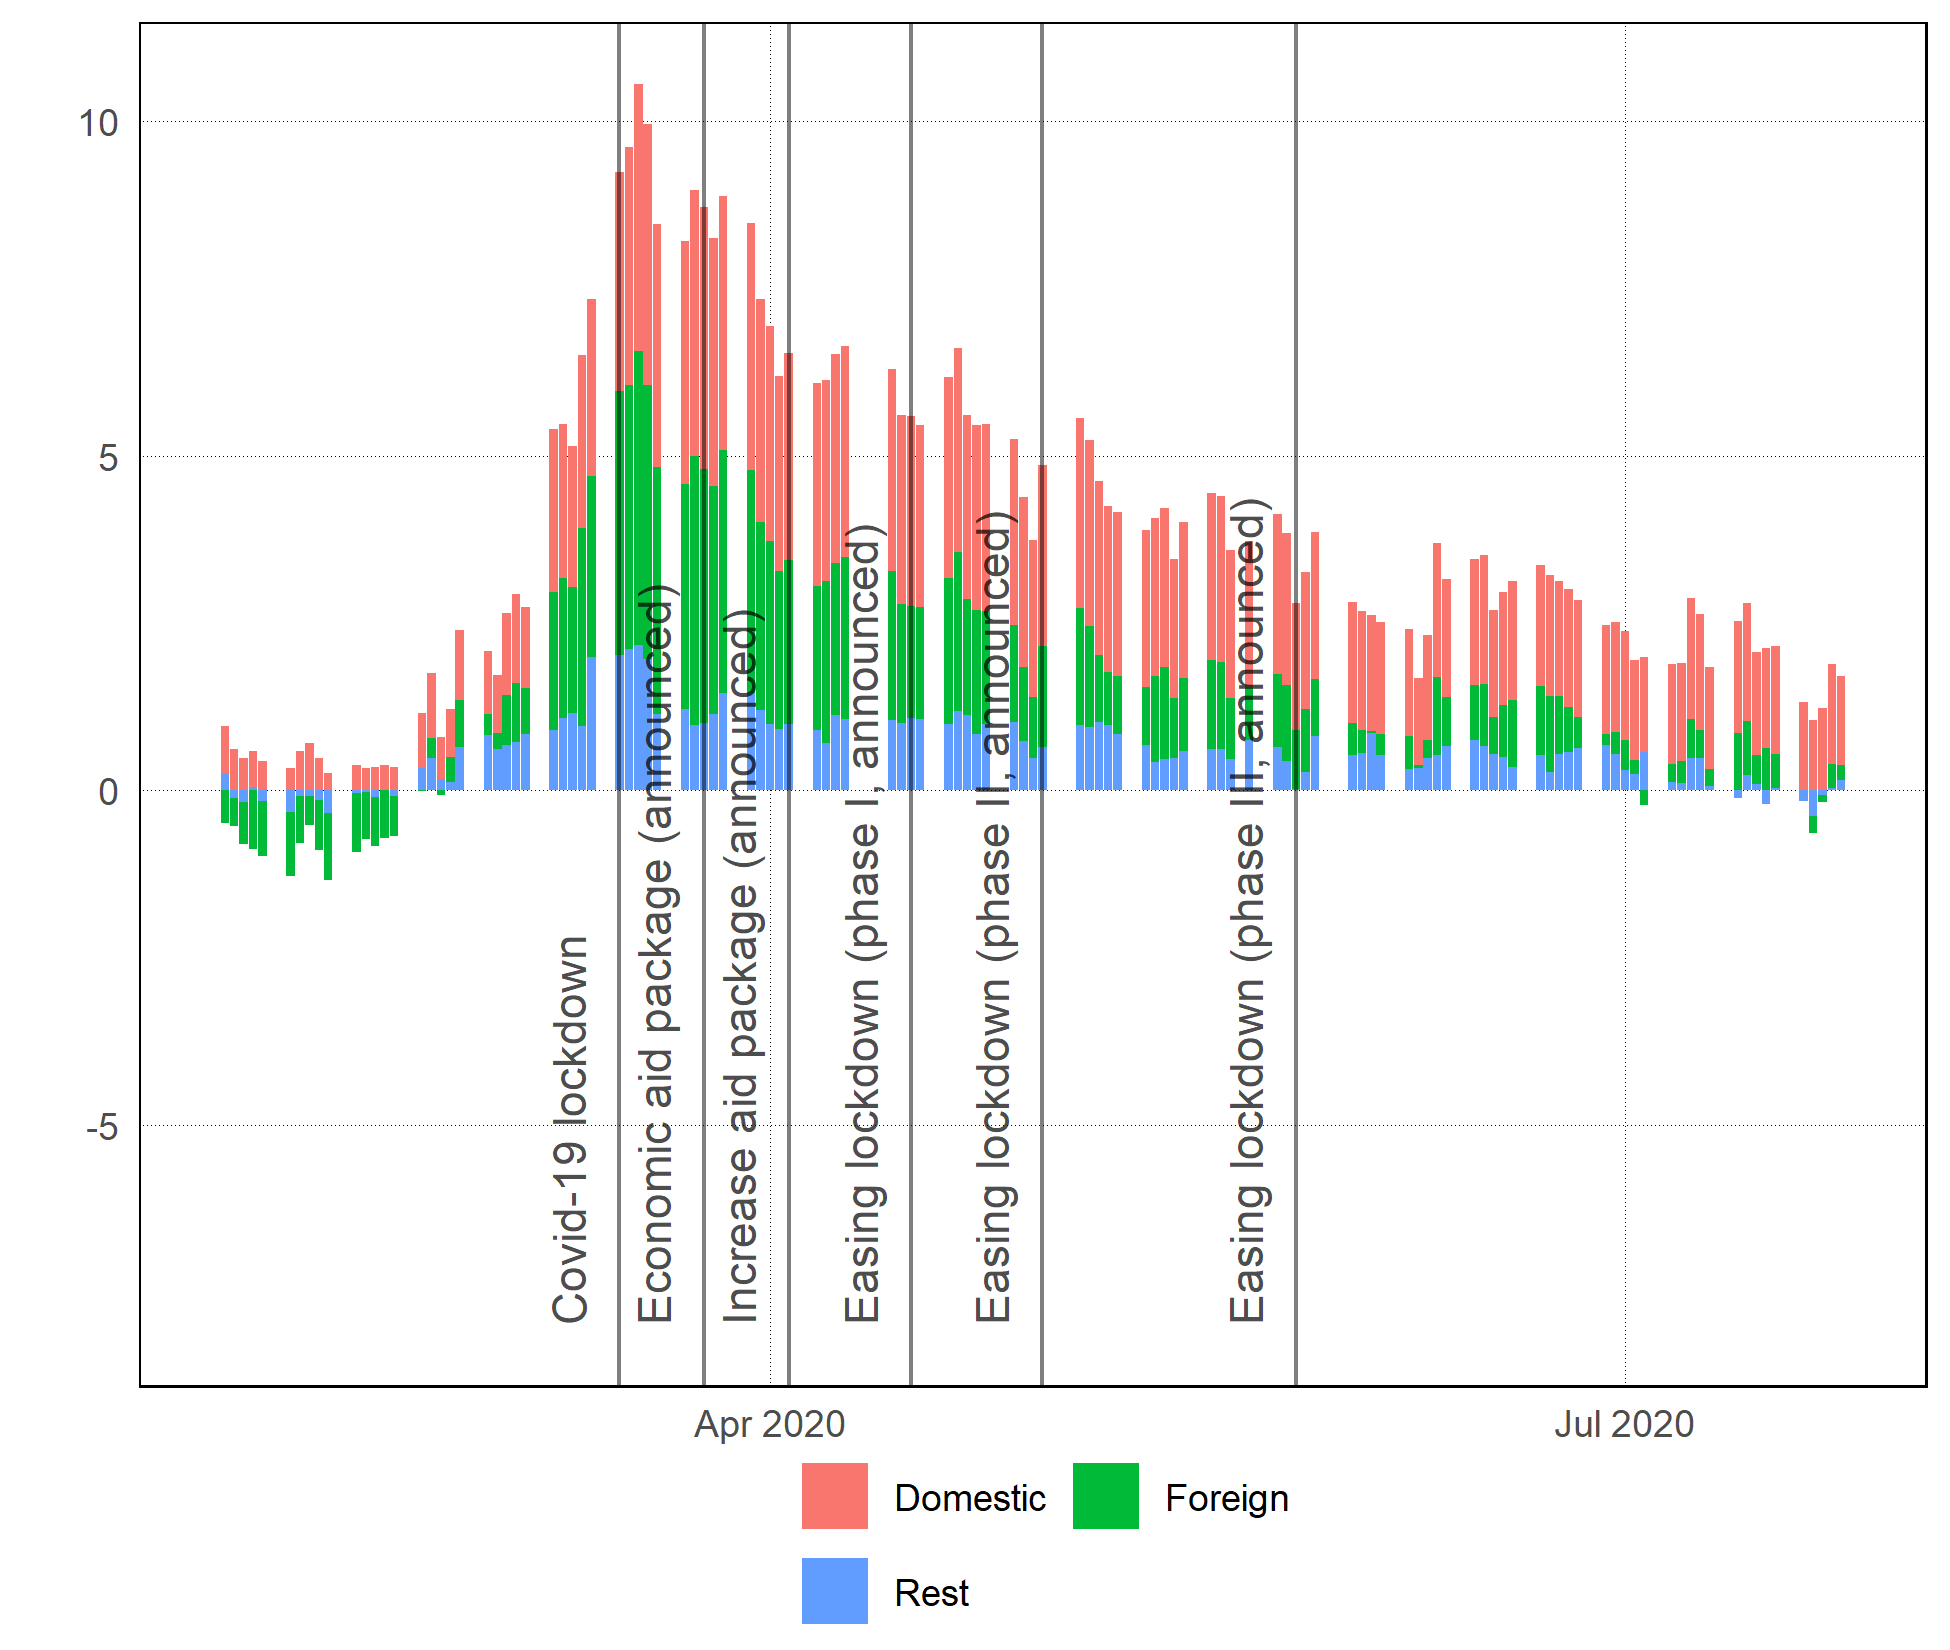 10
5
0
-5
Covid-19 lockdown
Economic aid package (announced)
Increase aid package (announced)
Easing lockdown (phase I, announced)
Easing lockdown (phase II, announced)
Easing lockdown (phase III, announced)
Apr 2020
Jul 2020
Domestic
Foreign
Rest